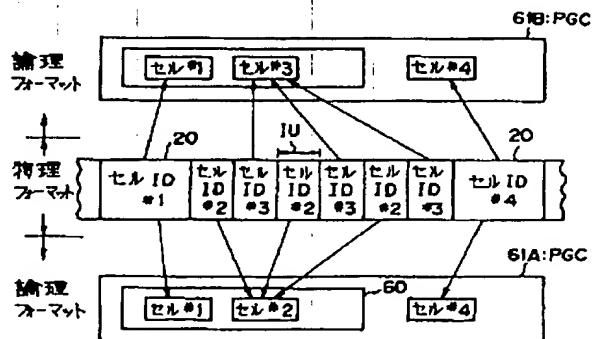 61B:PGC
論理
フォーマット
セル#1
セル#3
セル#4
20
IU
20
物理
フォーマット
セル ID #1
セル ID #2
セル ID #3
セル ID #2
セル ID #3
セル ID #2
セル ID #3
セル ID #4
61A:PGC
論理
フォーマット
60
セル#1
セル#2
セル#4